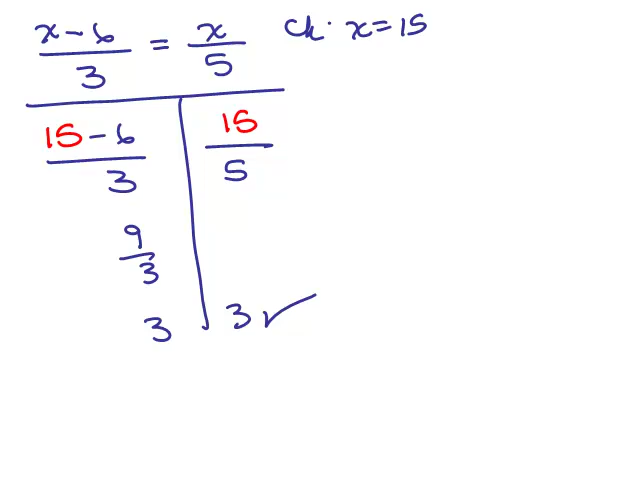 x-6/3 = x/5 ck. x=15
15-6/3 15/5
9/3
3 3 ✓